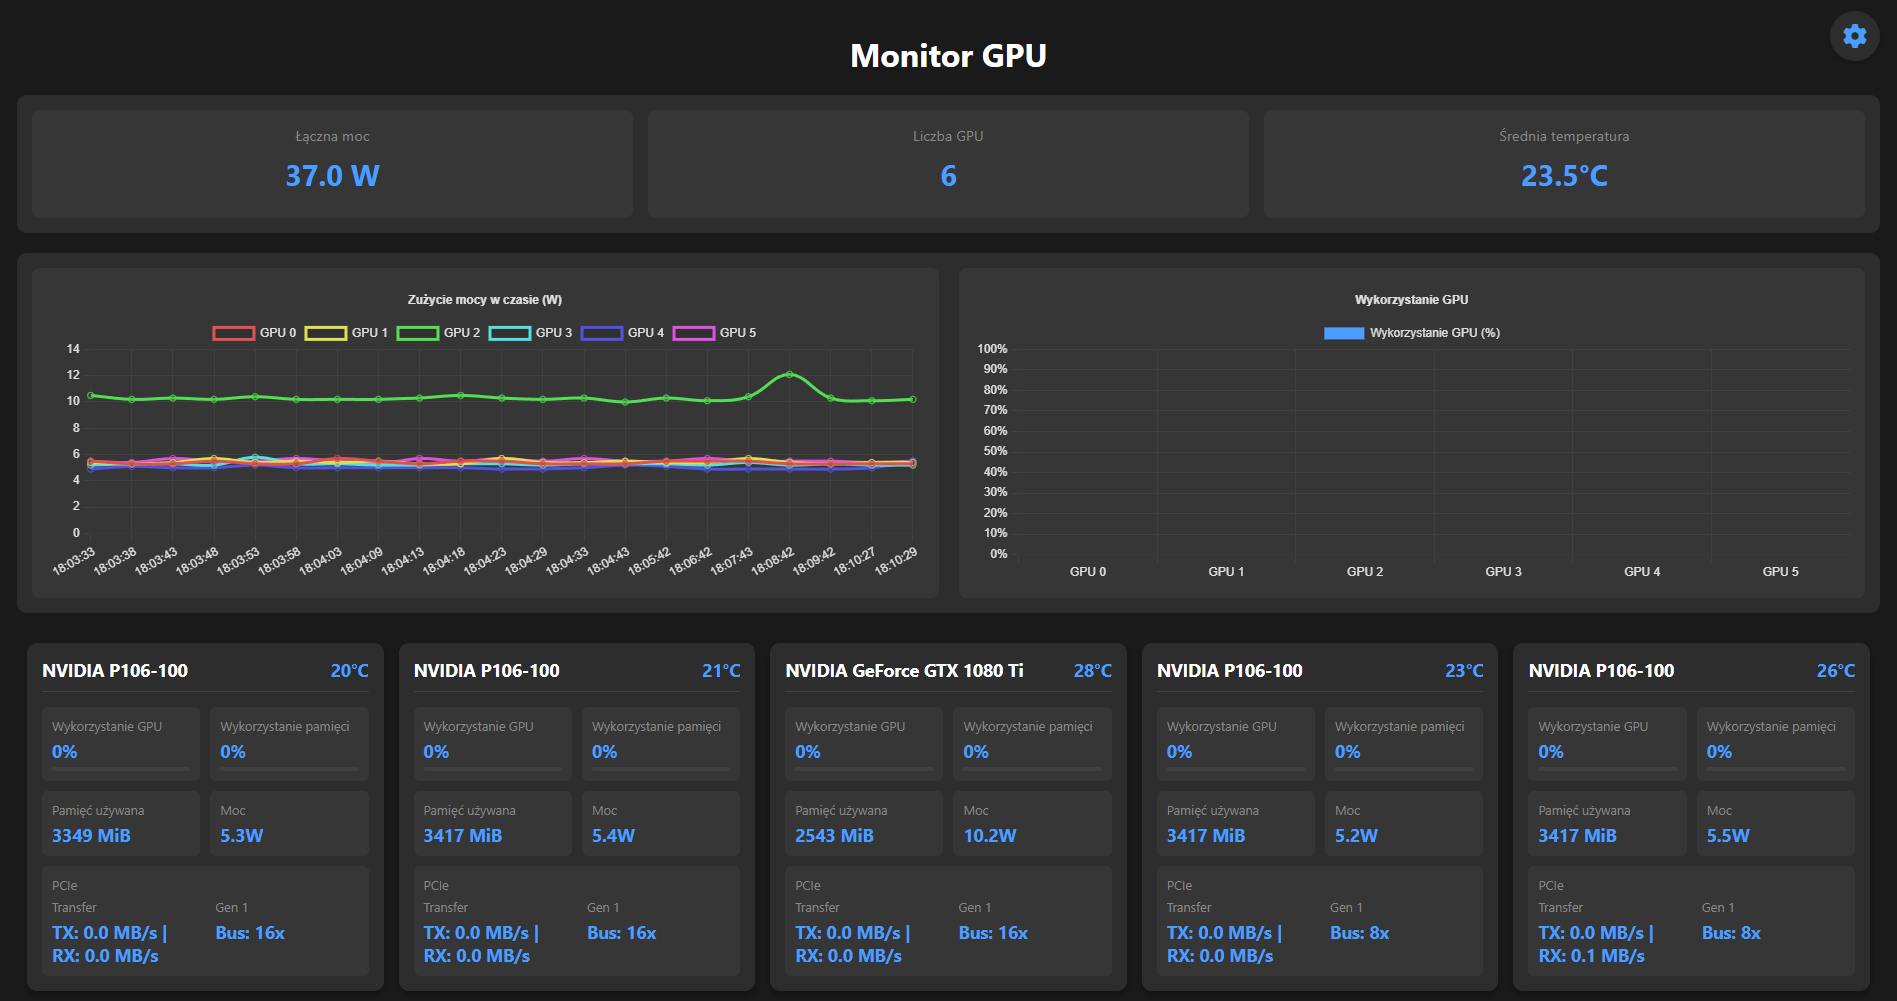 Monitor GPU
Łączna moc
37.0 W
Liczba GPU
6
Średnia temperatura
23.5°C
Zużycie mocy w czasie (W)
GPU 0 GPU 1 GPU 2 GPU 3 GPU 4 GPU 5
14
12
10
8
6
4
2
0
18:03:33 18:03:38 18:03:43 18:03:48 18:03:53 18:03:58 18:04:03 18:04:09 18:04:13 18:04:18 18:04:23 18:04:29 18:04:33 18:04:43 18:05:42 18:06:42 18:07:43 18:08:42 18:09:42 18:10:27 18:10:29
Wykorzystanie GPU
Wykorzystanie GPU (%)
100%
90%
80%
70%
60%
50%
40%
30%
20%
10%
0%
GPU 0 GPU 1 GPU 2 GPU 3 GPU 4 GPU 5
NVIDIA P106-100 20°C
Wykorzystanie GPU Wykorzystanie pamięci
0% 0%
Pamięć używana Moc
3349 MiB 5.3W
PCIe
Transfer Gen 1
TX: 0.0 MB/s | Bus: 16x
RX: 0.0 MB/s
NVIDIA P106-100 21°C
Wykorzystanie GPU Wykorzystanie pamięci
0% 0%
Pamięć używana Moc
3417 MiB 5.4W
PCIe
Transfer Gen 1
TX: 0.0 MB/s | Bus: 16x
RX: 0.0 MB/s
NVIDIA GeForce GTX 1080 Ti 28°C
Wykorzystanie GPU Wykorzystanie pamięci
0% 0%
Pamięć używana Moc
2543 MiB 10.2W
PCIe
Transfer Gen 1
TX: 0.0 MB/s | Bus: 16x
RX: 0.0 MB/s
NVIDIA P106-100 23°C
Wykorzystanie GPU Wykorzystanie pamięci
0% 0%
Pamięć używana Moc
3417 MiB 5.2W
PCIe
Transfer Gen 1
TX: 0.0 MB/s | Bus: 8x
RX: 0.0 MB/s
NVIDIA P106-100 26°C
Wykorzystanie GPU Wykorzystanie pamięci
0% 0%
Pamięć używana Moc
3417 MiB 5.5W
PCIe
Transfer Gen 1
TX: 0.0 MB/s | Bus: 8x
RX: 0.1 MB/s